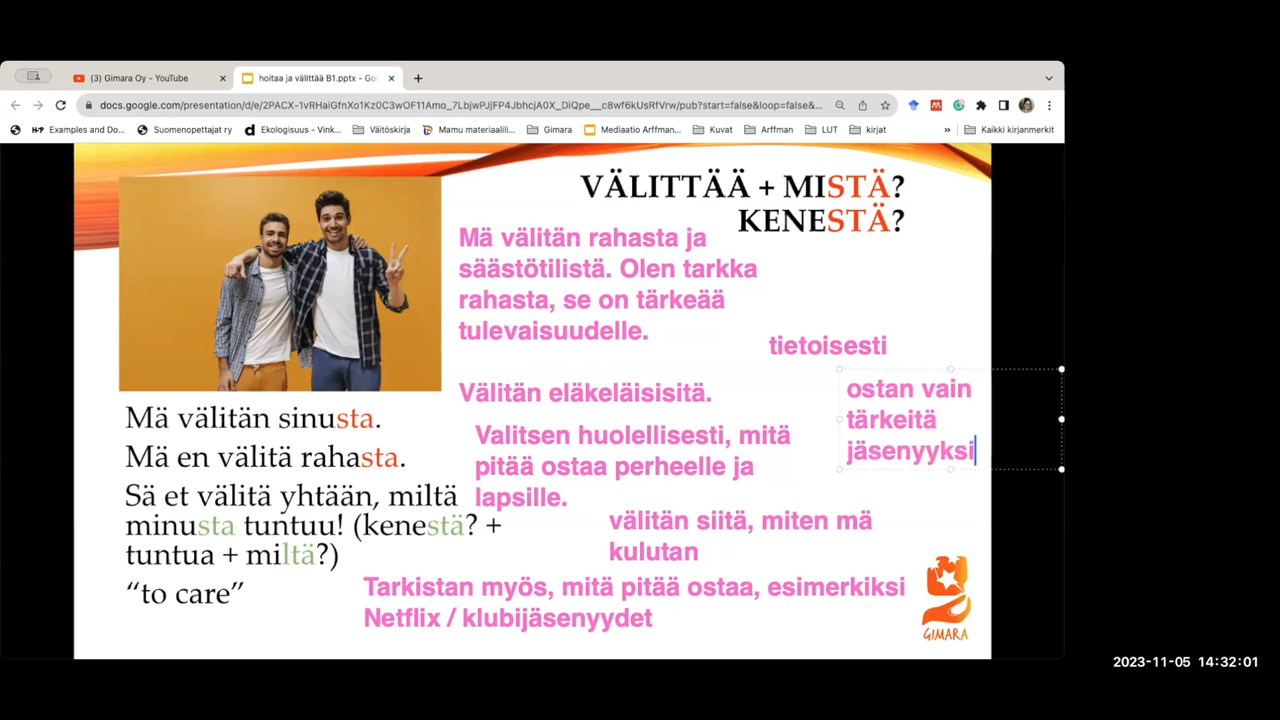 (3) Gimara Oy - YouTube
hoitaa ja välittää B1.pptx - Goo
docs.google.com/presentation/d/e/2PACX-1vRHaiGfnXo1Kz0C3wOF11Amo_7LbjwPJjFP4JbhcjA0X_DiQpe__c8wf6kUsRfVrw/pub?start=false&loop=false&...
Examples and Do...
Suomenopettajat ry
Ekologisuus - Vink...
Väitöskirja
Mamu materiaalili...
Gimara
Mediaatio Arffman...
Kuvat
Arffman
LUT
kirjat
»
Kaikki kirjanmerkit
VÄLITTÄÄ + MISTÄ?
KENESTÄ?
Mä välitän rahasta ja
säästötilistä. Olen tarkka
rahasta, se on tärkeää
tulevaisuudelle.
tietoisesti
Välitän eläkeläisisitä.
ostan vain
tärkeitä
jäsenyyksi
Valitsen huolellisesti, mitä
pitää ostaa perheelle ja
lapsille.
välitän siitä, miten mä
kulutan
Tarkistan myös, mitä pitää ostaa, esimerkiksi
Netflix / klubijäsenyydet
Mä välitän sinusta.
Mä en välitä rahasta.
Sä et välitä yhtään, miltä
minusta tuntuu! (kenestä? +
tuntua + miltä?)
“to care”
GIMARA
2023-11-05 14:32:01